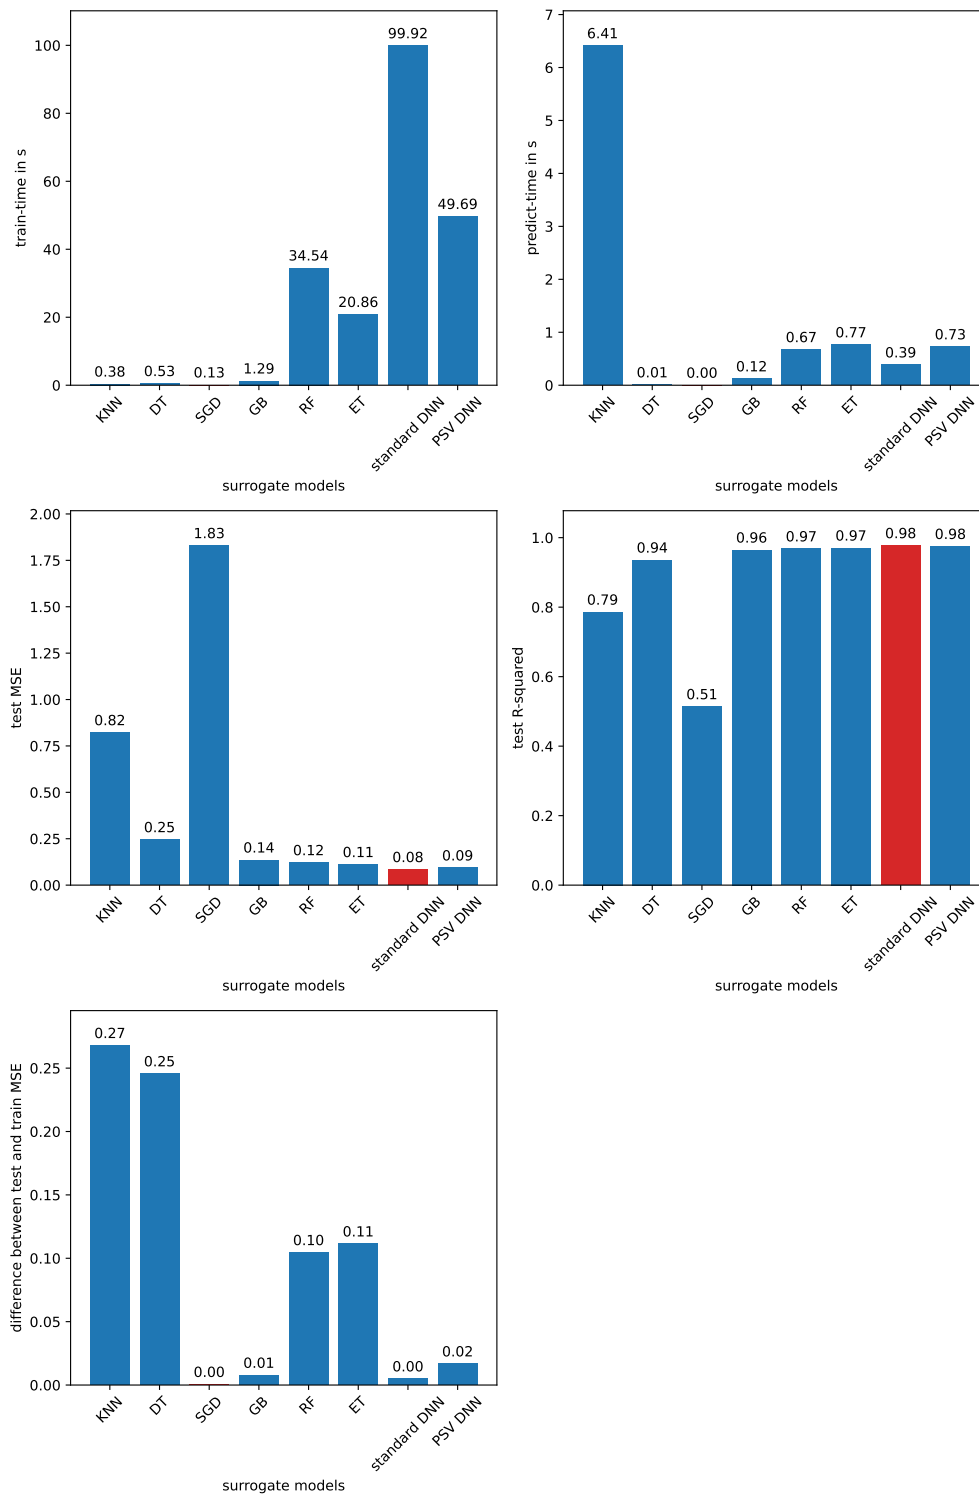 train-time in s
100
80
60
40
20
0
0.38
0.53
0.13
1.29
34.54
20.86
99.92
49.69
KNN
DT
SGD
GB
RF
ET
standard DNN
PSV DNN
surrogate models
predict-time in s
7
6
5
4
3
2
1
0
6.41
0.01
0.00
0.12
0.67
0.77
0.39
0.73
KNN
DT
SGD
GB
RF
ET
standard DNN
PSV DNN
surrogate models
test MSE
2.00
1.75
1.50
1.25
1.00
0.75
0.50
0.25
0.00
0.82
0.25
1.83
0.14
0.12
0.11
0.08
0.09
KNN
DT
SGD
GB
RF
ET
standard DNN
PSV DNN
surrogate models
test R-squared
1.0
0.8
0.6
0.4
0.2
0.0
0.79
0.94
0.51
0.96
0.97
0.97
0.98
0.98
KNN
DT
SGD
GB
RF
ET
standard DNN
PSV DNN
surrogate models
difference between test and train MSE
0.25
0.20
0.15
0.10
0.05
0.00
0.27
0.25
0.00
0.01
0.10
0.11
0.00
0.02
KNN
DT
SGD
GB
RF
ET
standard DNN
PSV DNN
surrogate models